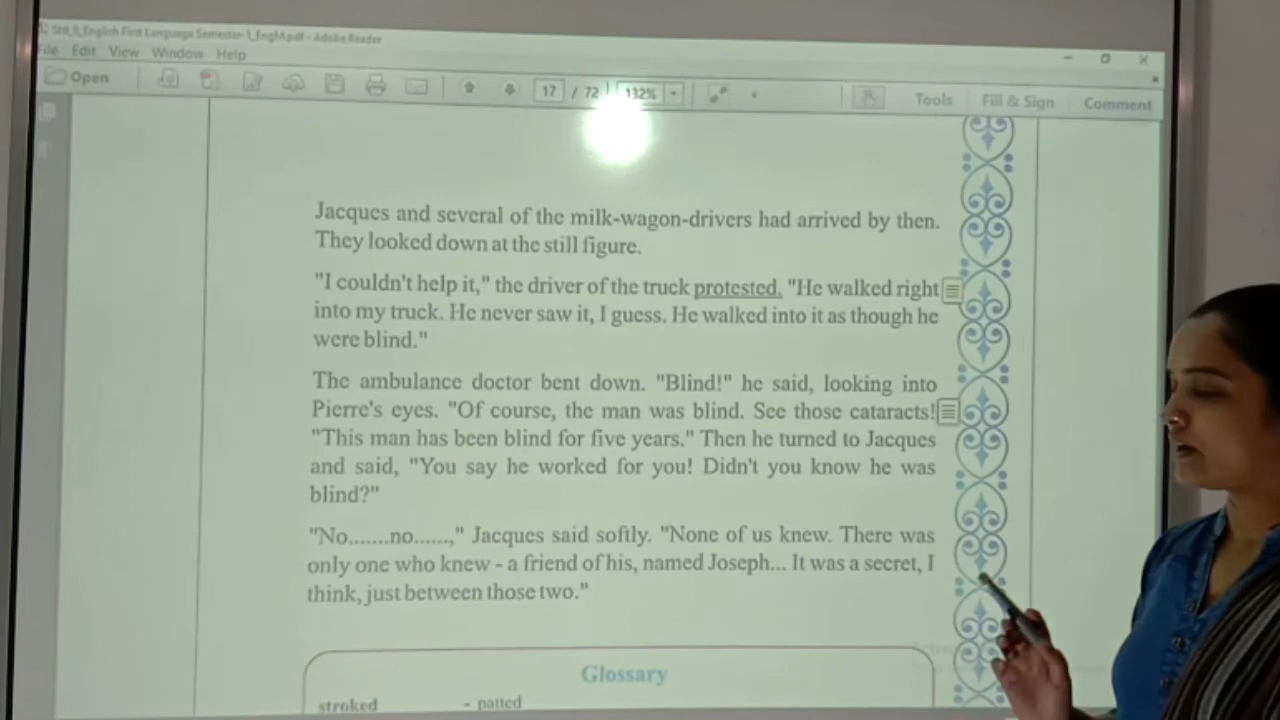 Std_8_English First Language Semester-1_EngM.pdf - Adobe Reader
File Edit View Window Help
Open
17 / 72
132%
Tools
Fill & Sign
Comment
Jacques and several of the milk-wagon-drivers had arrived by then.
They looked down at the still figure.
"I couldn't help it," the driver of the truck protested. "He walked right
into my truck. He never saw it, I guess. He walked into it as though he
were blind."
The ambulance doctor bent down. "Blind!" he said, looking into
Pierre's eyes. "Of course, the man was blind. See those cataracts!
"This man has been blind for five years." Then he turned to Jacques
and said, "You say he worked for you! Didn't you know he was
blind?"
"No.......no......," Jacques said softly. "None of us knew. There was
only one who knew - a friend of his, named Joseph... It was a secret, I
think, just between those two."
Glossary
stroked - patted